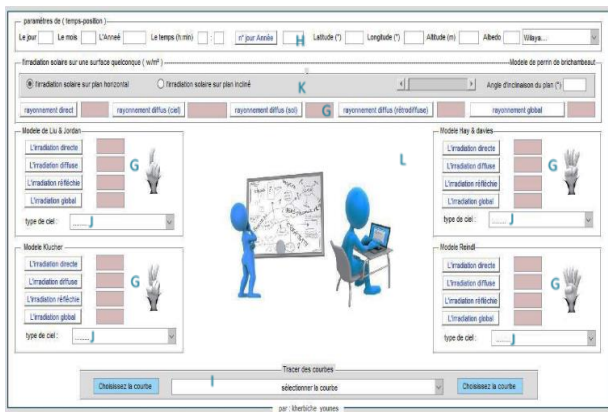 paramètres de ( temps-position )
Le jour Le mois L'Anneé Le temps (h:min) : n° jour Année H Latitude (°) Longitude (°) Altitude (m) Albedo Wilaya...:
l'irradiation solaire sur une surface quelconque ( w/m² ) Modele de perrin de brichambeaut
l'irradiation solaire sur plan horizontal l'irradiation solaire sur plan incliné K Angle d'inclinaison du plan (°)
rayonnement direct rayonnement diffus (ciel) rayonnement diffus (sol) G rayonnement diffus (rétrodiffuse) rayonnement global
Modele de Liu & Jordan Modéle Hay & davies
L'irradiation directe L'irradiation directe
L'irradiation diffuse G L L'irradiation diffuse G
L'irradiation réfléchie L'irradiation réfléchie
L'irradiation global L'irradiation global
type de ciel : ........ J type de ciel : ........ J
Modele Klucher Modéle Reindl
L'irradiation directe L'irradiation directe
L'irradiation diffuse G L'irradiation diffuse G
L'irradiation réfléchie L'irradiation réfléchie
L'irradiation global L'irradiation global
type de ciel : ........ J type de ciel : ........ J
Tracer des courbes
Choisissez la courbe I sélectionner la courbe Choisissez la courbe
par : kherbiche younes